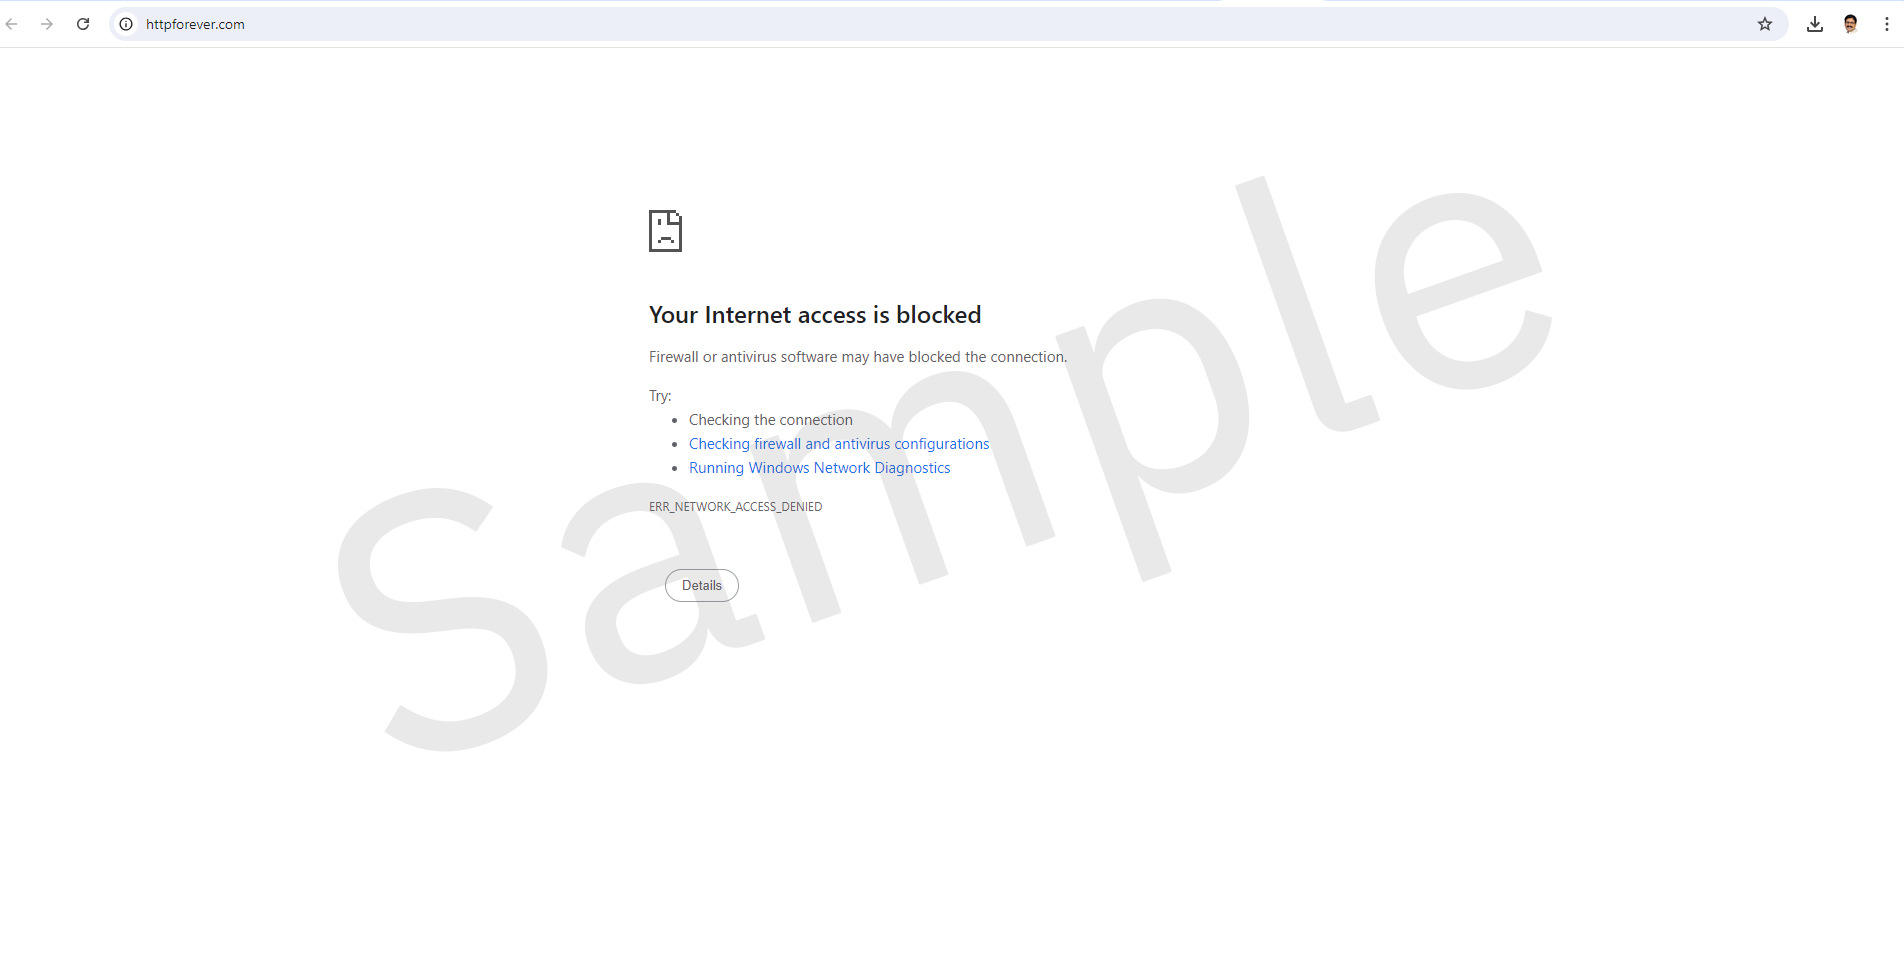 httpforever.com
Your Internet access is blocked
Firewall or antivirus software may have blocked the connection.
Try:
Checking the connection
Checking firewall and antivirus configurations
Running Windows Network Diagnostics
ERR_NETWORK_ACCESS_DENIED
Details
Sample